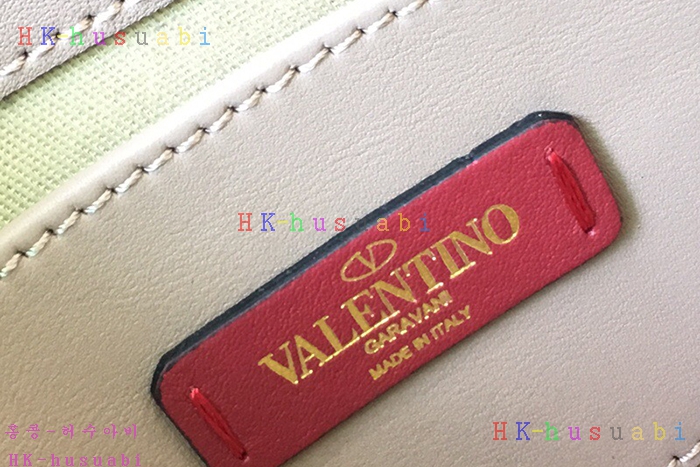 HK-husuabi
HK-husuabi
VALENTINO
GARAVANI
MADE IN ITALY
홍콩-허수아비
HK-husuabi
HK-husuabi